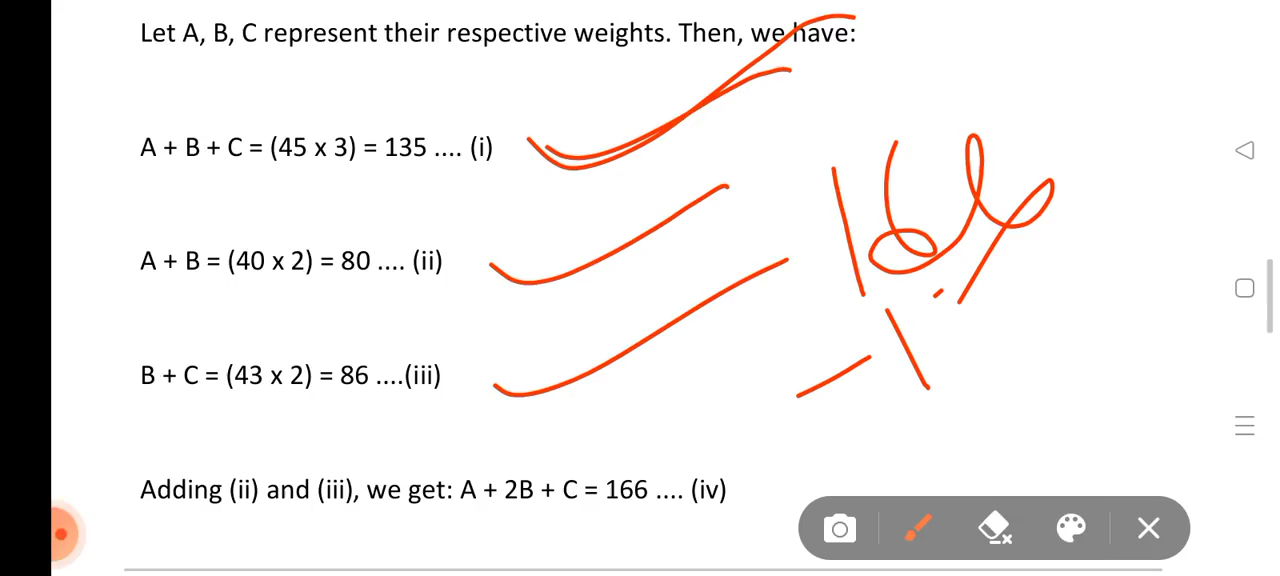 Let A, B, C represent their respective weights. Then, we have:
A + B + C = (45 x 3) = 135 .... (i)
166
A + B = (40 x 2) = 80 .... (ii)
B + C = (43 x 2) = 86 ....(iii)
Adding (ii) and (iii), we get: A + 2B + C = 166 .... (iv)